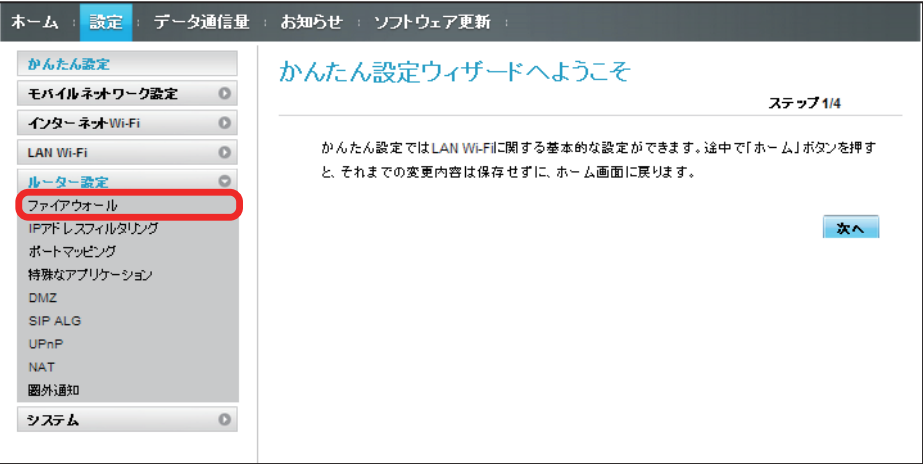 ホーム 設定 データ通信量 お知らせ ソフトウェア更新
かんたん設定
モバイルネットワーク設定
インターネットWi-Fi
LAN Wi-Fi
ルーター設定
ファイアウォール
IPアドレスフィルタリング
ポートマッピング
特殊なアプリケーション
DMZ
SIP ALG
UPnP
NAT
圏外通知
システム
かんたん設定ウィザードへようこそ
ステップ1/4
かんたん設定ではLAN Wi-Fiに関する基本的な設定ができます。途中で「ホーム」ボタンを押す
と、それまでの変更内容は保存せずに、ホーム画面に戻ります。
次へ